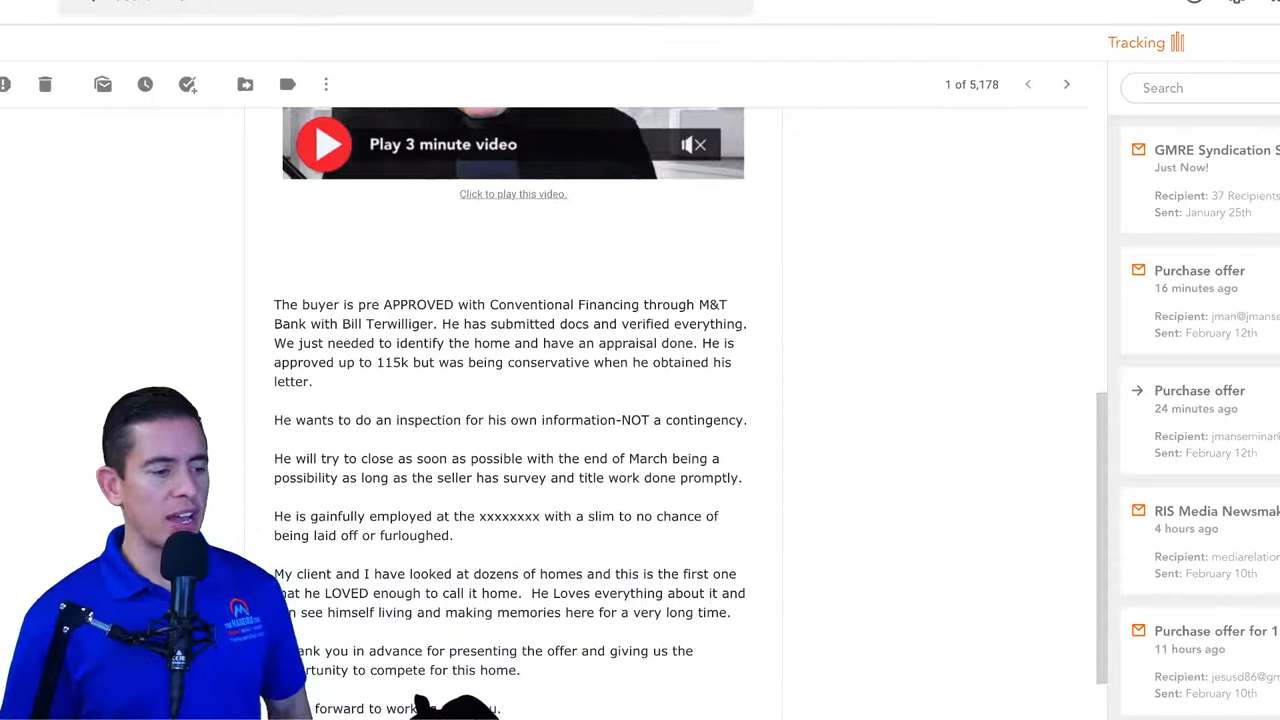 Tracking
1 of 5,178
Search
Play 3 minute video
Click to play this video.
GMRE Syndication S
Just Now!
Recipient: 37 Recipients
Sent: January 25th
Purchase offer
16 minutes ago
Recipient: jman@jmanse
Sent: February 12th
Purchase offer
24 minutes ago
Recipient: jmanseminar@
Sent: February 12th
RIS Media Newsmak
4 hours ago
Recipient: mediarelation
Sent: February 10th
Purchase offer for 1
11 hours ago
Recipient: jesusd86@gm
Sent: February 10th
The buyer is pre APPROVED with Conventional Financing through M&T
Bank with Bill Terwilliger. He has submitted docs and verified everything.
We just needed to identify the home and have an appraisal done. He is
approved up to 115k but was being conservative when he obtained his
letter.
He wants to do an inspection for his own information-NOT a contingency.
He will try to close as soon as possible with the end of March being a
possibility as long as the seller has survey and title work done promptly.
He is gainfully employed at the xxxxxxxx with a slim to no chance of
being laid off or furloughed.
My client and I have looked at dozens of homes and this is the first one
hat he LOVED enough to call it home. He Loves everything about it and
n see himself living and making memories here for a very long time.
ank you in advance for presenting the offer and giving us the
rtunity to compete for this home.
forward to work u.